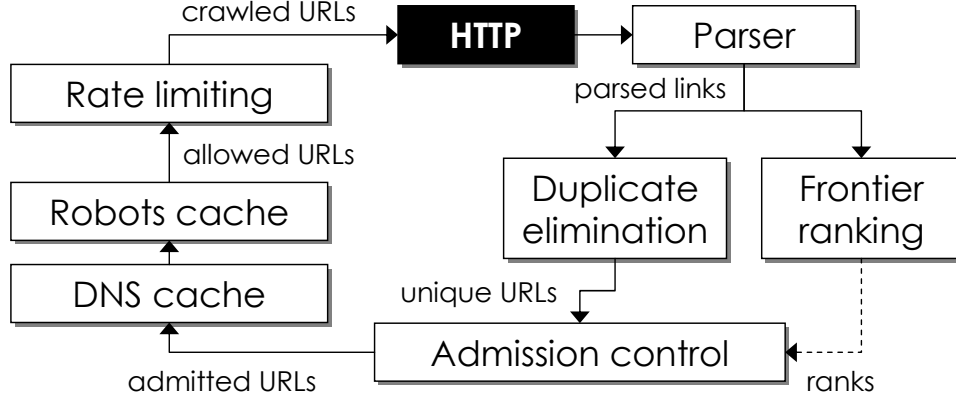 crawled URLs
HTTP
Parser
Rate limiting
parsed links
allowed URLs
Robots cache
Duplicate
elimination
Frontier
ranking
DNS cache
unique URLs
Admission control
admitted URLs
ranks